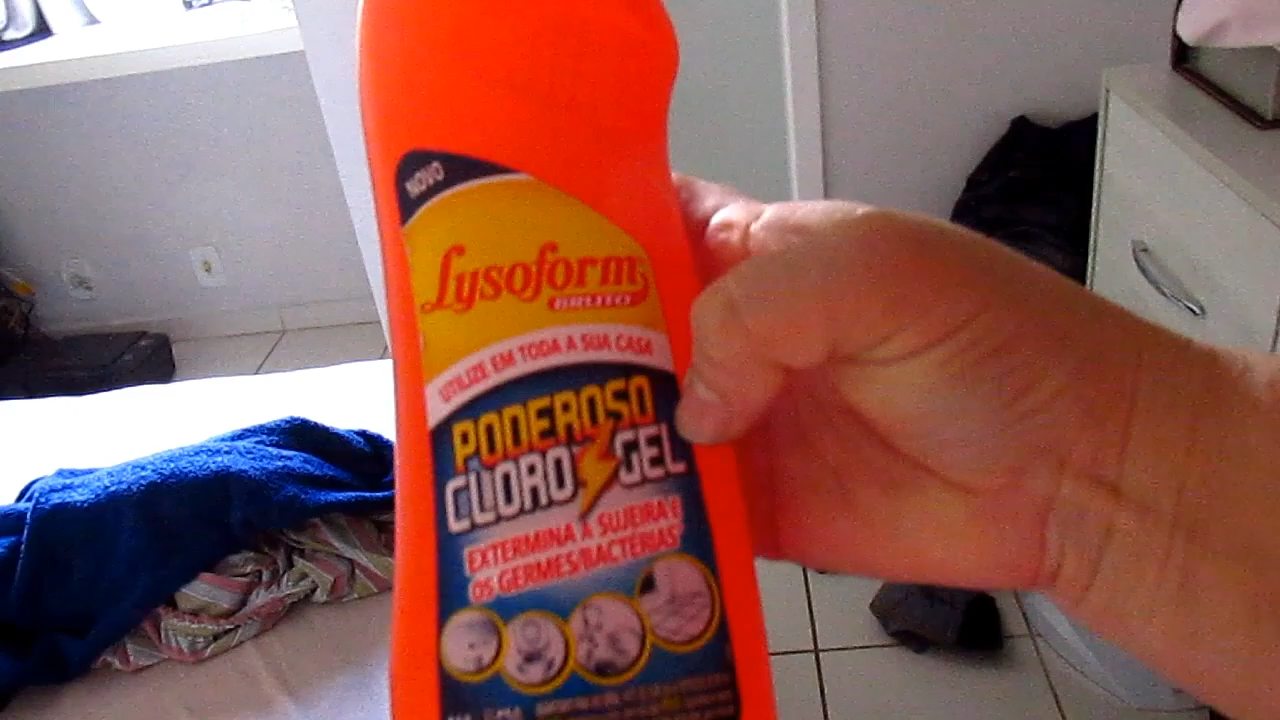 NOVO
Lysoform
BRUTO
UTILIZE EM TODA A SUA CASA
PODEROSO
CLORO GEL
EXTERMINA A SUJEIRA E
OS GERMES/BACTÉRIAS*